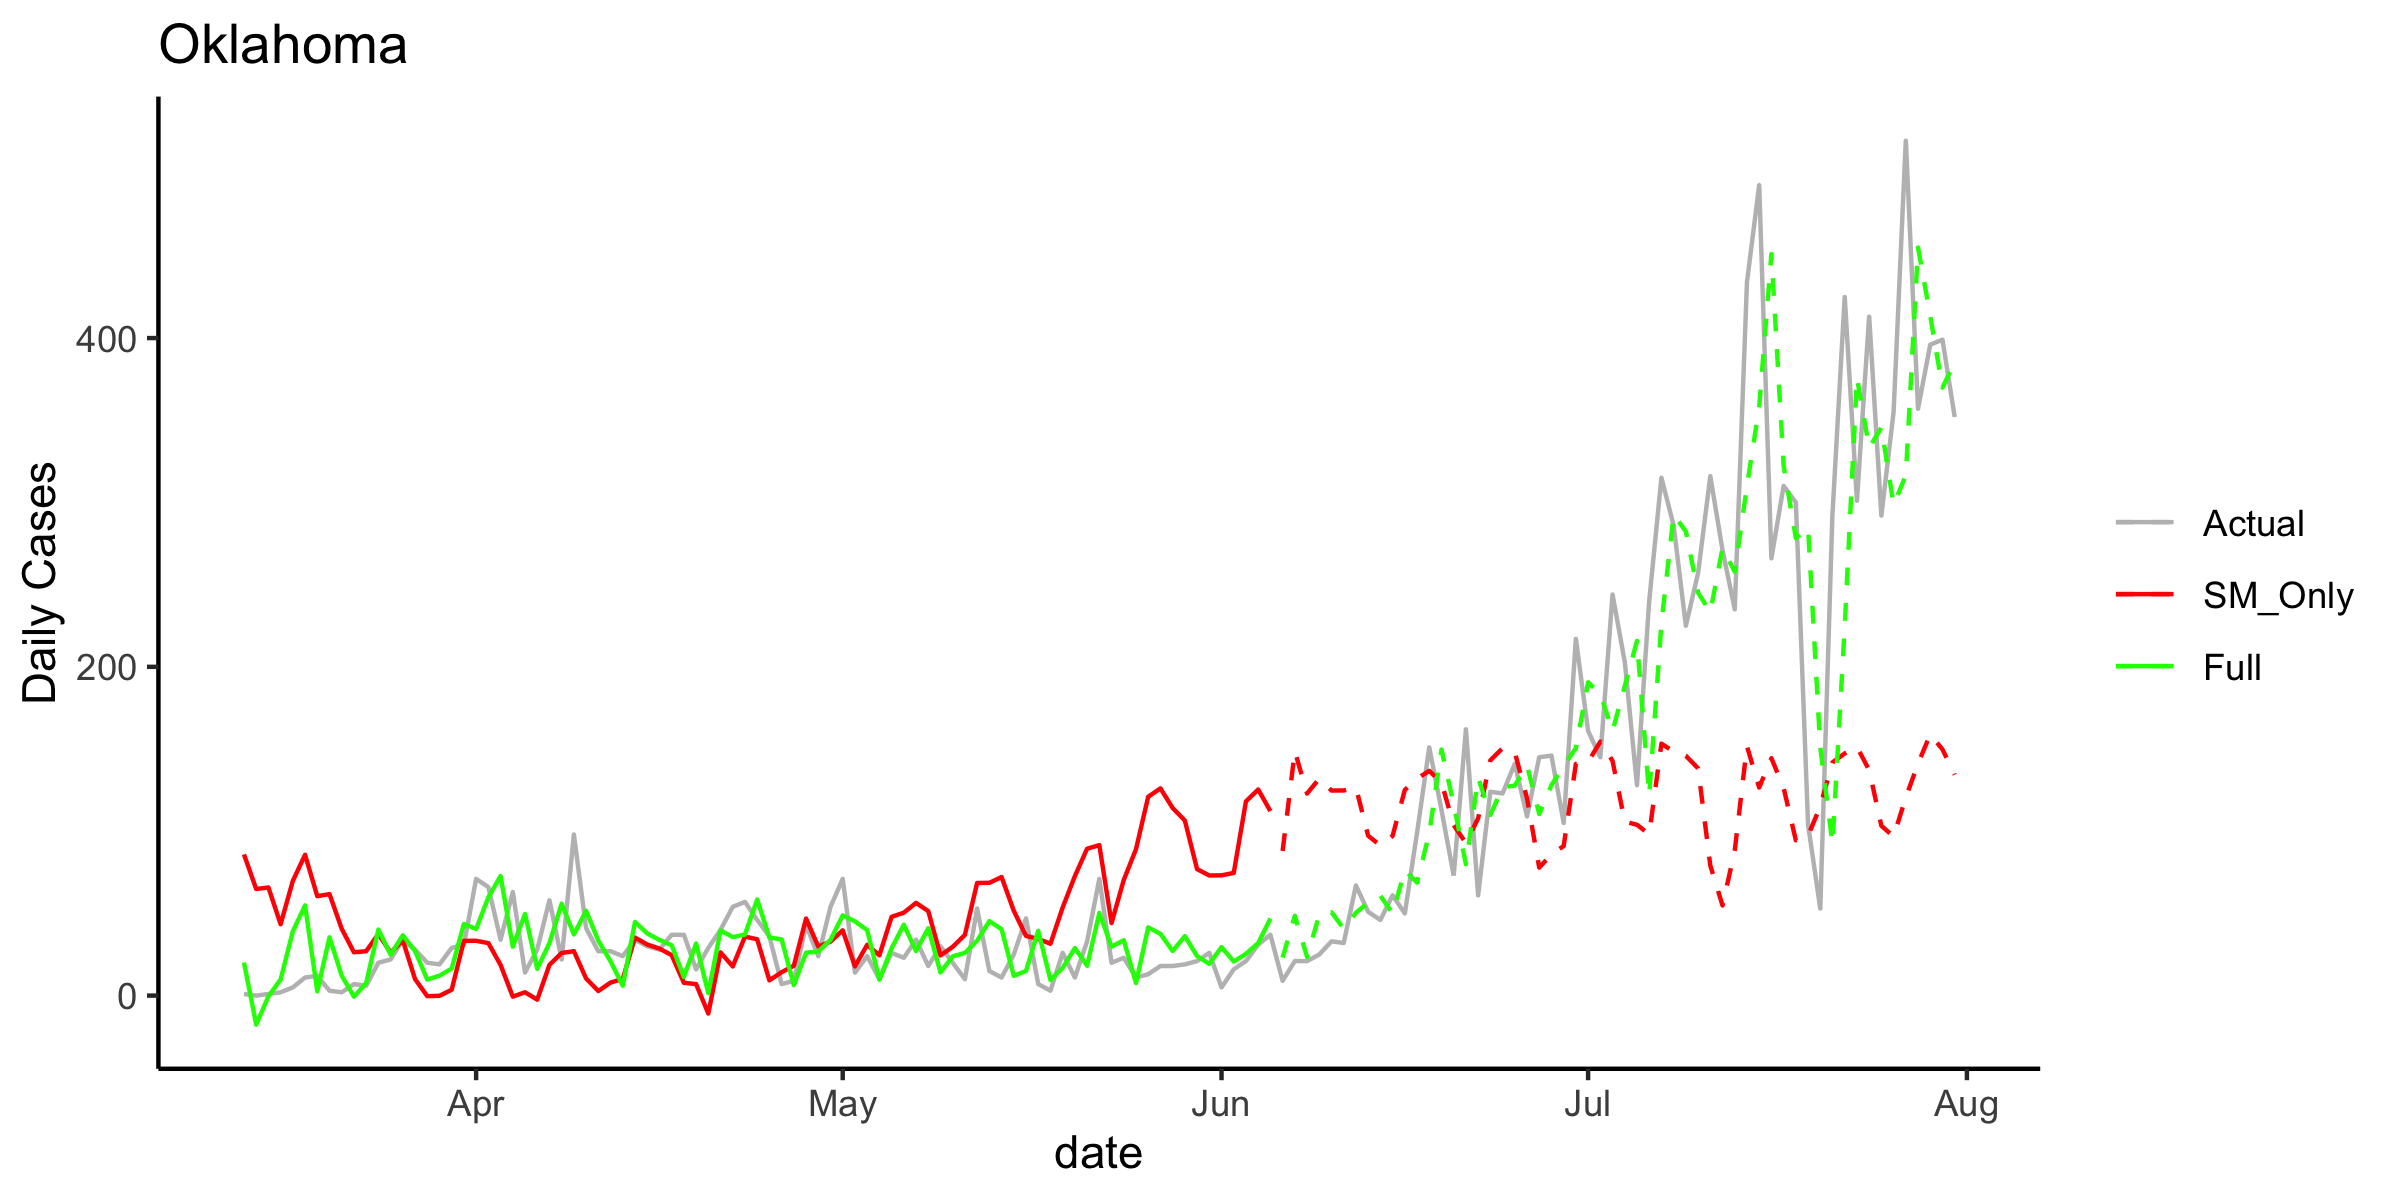 Oklahoma
Daily Cases
400
200
0
Apr
May
Jun
Jul
Aug
date
Actual
SM_Only
Full